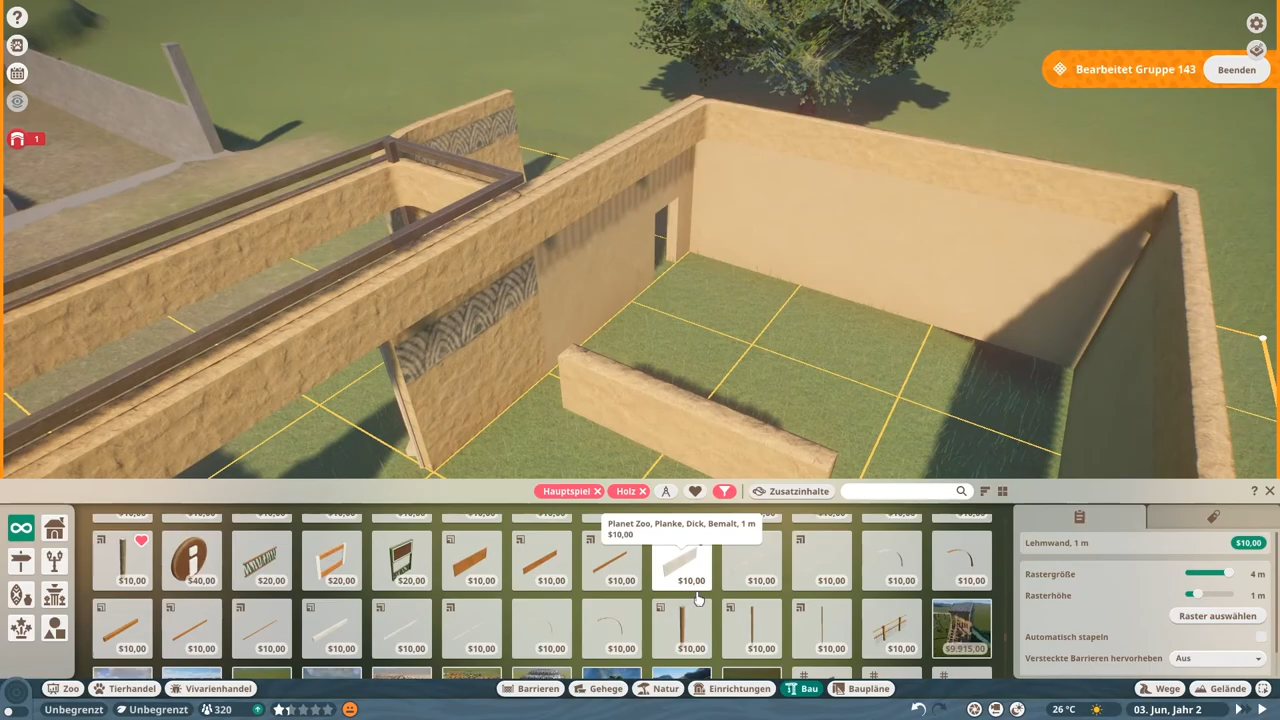 ?
Bearbeitet Gruppe 143
Beenden
1
Hauptspiel ✕
Holz ✕
Zusatzinhalte
? ✕
Planet Zoo, Planke, Dick, Bemalt, 1 m
$10,00
$10,00 $40,00 $20,00 $20,00 $20,00 $10,00 $10,00 $10,00 $10,00 $10,00 $10,00 $10,00 $10,00
$10,00 $10,00 $10,00 $10,00 $10,00 $10,00 $10,00 $10,00 $10,00 $10,00 $10,00 $10,00 $9.915,00
Lehmwand, 1 m $10,00
Rastergröße 4 m
Rasterhöhe 1 m
Raster auswählen
Automatisch stapeln
Versteckte Barrieren hervorheben Aus
Zoo Tierhandel Vivarienhandel Barrieren Gehege Natur Einrichtungen Bau Baupläne Wege Gelände
Unbegrenzt Unbegrenzt 320 26 °C 03. Jun, Jahr 2